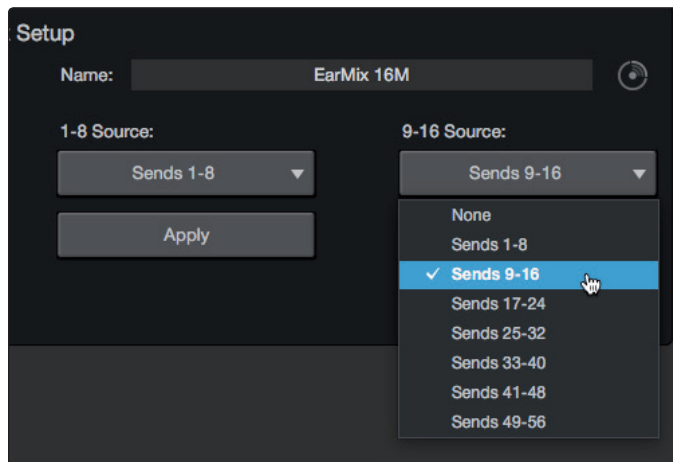 Setup
Name: EarMix 16M
1-8 Source: 9-16 Source:
Sends 1-8 Sends 9-16
Apply
None
Sends 1-8
Sends 9-16
Sends 17-24
Sends 25-32
Sends 33-40
Sends 41-48
Sends 49-56